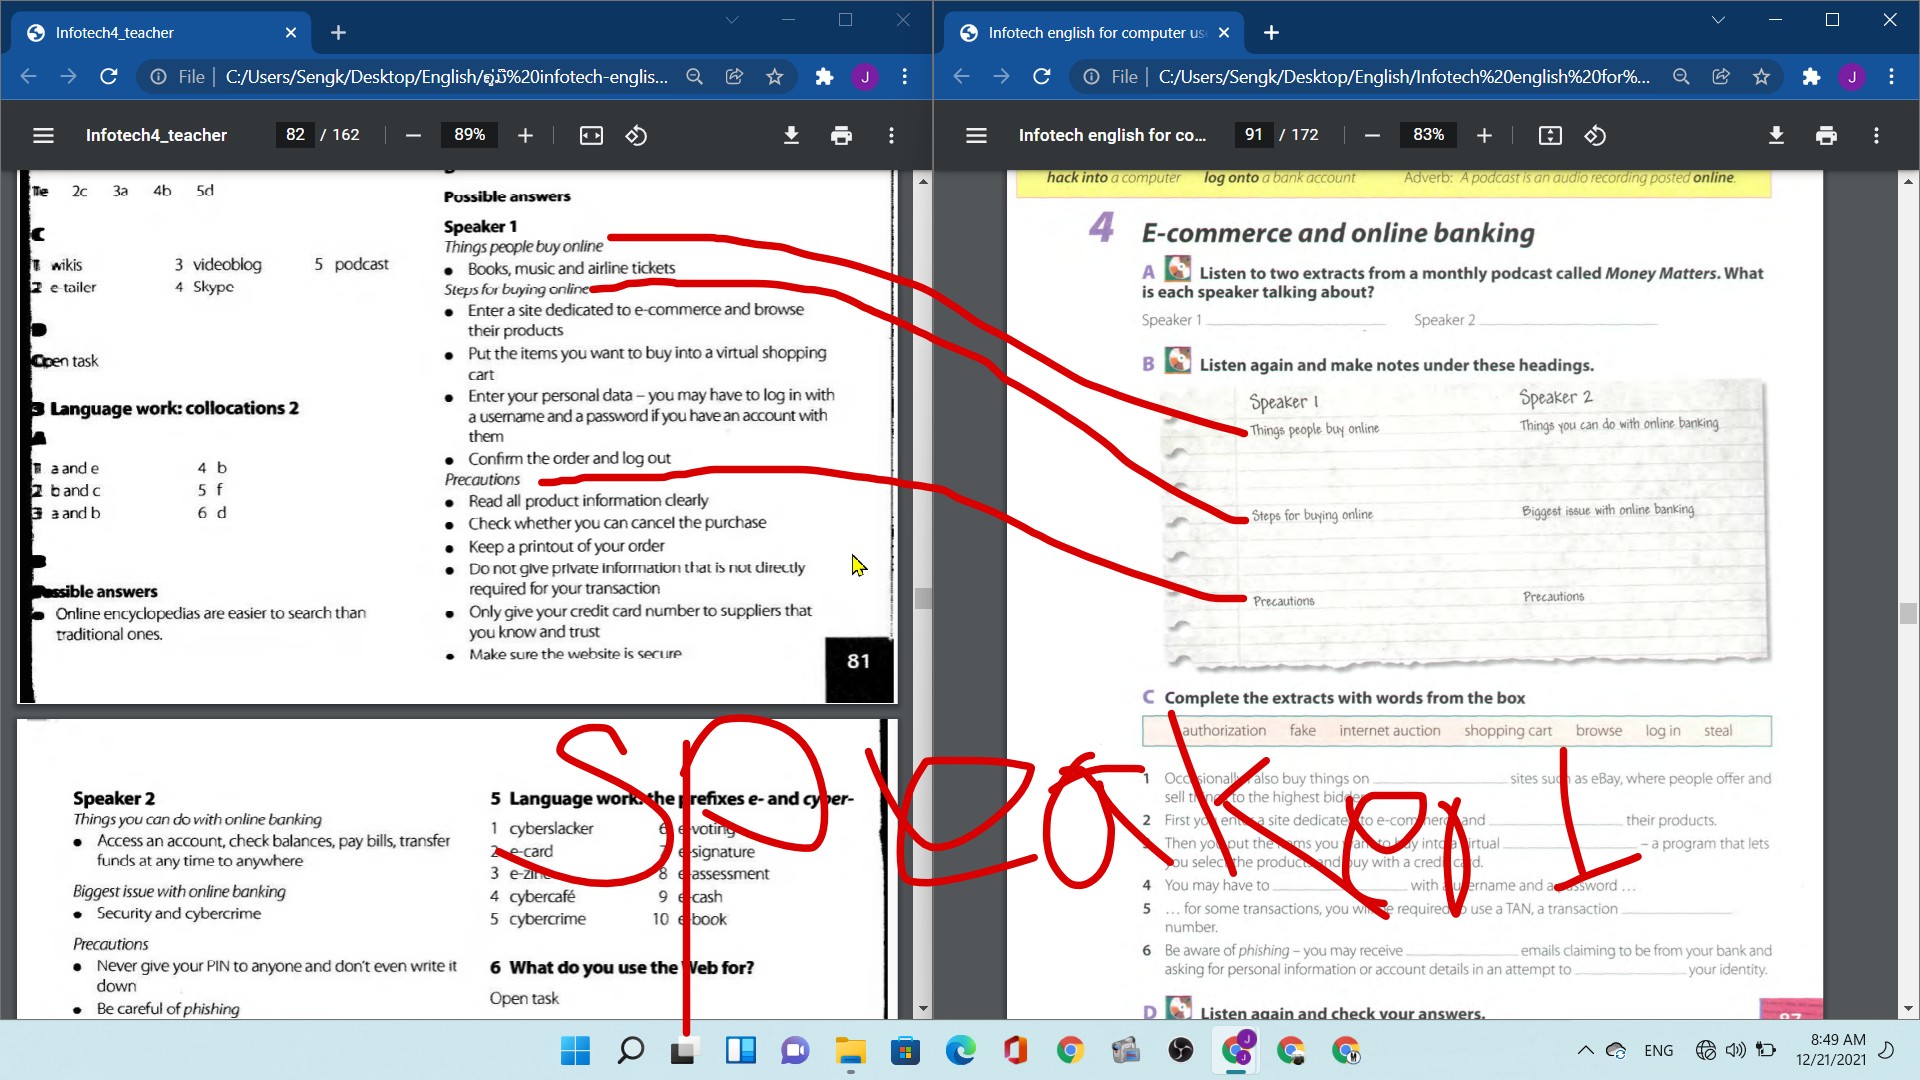 Infotech4_teacher
File C:/Users/Sengk/Desktop/English/ຄູ່ມື%20infotech-englis...
Infotech4_teacher 82 / 162 89%
1e 2c 3a 4b 5d
C
1 wikis 3 videoblog 5 podcast
2 e-tailer 4 Skype
D
Open task
3 Language work: collocations 2
A
1 a and e 4 b
2 b and c 5 f
3 a and b 6 d
B
Possible answers
Online encyclopedias are easier to search than
traditional ones.
Possible answers
Speaker 1
Things people buy online
• Books, music and airline tickets
Steps for buying online
• Enter a site dedicated to e-commerce and browse
their products
• Put the items you want to buy into a virtual shopping
cart
• Enter your personal data – you may have to log in with
a username and a password if you have an account with
them
• Confirm the order and log out
Precautions
• Read all product information clearly
• Check whether you can cancel the purchase
• Keep a printout of your order
• Do not give private information that is not directly
required for your transaction
• Only give your credit card number to suppliers that
you know and trust
• Make sure the website is secure
81
Speaker 2
Things you can do with online banking
• Access an account, check balances, pay bills, transfer
funds at any time to anywhere
Biggest issue with online banking
• Security and cybercrime
Precautions
• Never give your PIN to anyone and don't even write it
down
• Be careful of phishing
5 Language work: the prefixes e- and cyber-
1 cyberslacker 6 e-voting
2 e-card 7 e-signature
3 e-zine 8 e-assessment
4 cybercafé 9 e-cash
5 cybercrime 10 e-book
6 What do you use the Web for?
Open task
Infotech english for computer us
File C:/Users/Sengk/Desktop/English/Infotech%20english%20for%...
Infotech english for co... 91 / 172 83%
hack into a computer log onto a bank account Adverb: A podcast is an audio recording posted online.
4 E-commerce and online banking
A Listen to two extracts from a monthly podcast called Money Matters. What
is each speaker talking about?
Speaker 1 Speaker 2
B Listen again and make notes under these headings.
Speaker 1 Speaker 2
Things people buy online Things you can do with online banking
Steps for buying online Biggest issue with online banking
Precautions Precautions
C Complete the extracts with words from the box
authorization fake internet auction shopping cart browse log in steal
1 Occasionally I also buy things on sites such as eBay, where people offer and
sell things to the highest bidder.
2 First you enter a site dedicated to e-commerce and their products.
3 Then you put the items you want to buy into a virtual – a program that lets
you select the products and buy with a credit card.
4 You may have to with a username and a password ...
5 ... for some transactions, you will be required to use a TAN, a transaction
number.
6 Be aware of phishing – you may receive emails claiming to be from your bank and
asking for personal information or account details in an attempt to your identity.
D Listen again and check your answers.
J
J
ENG
8:49 AM
12/21/2021